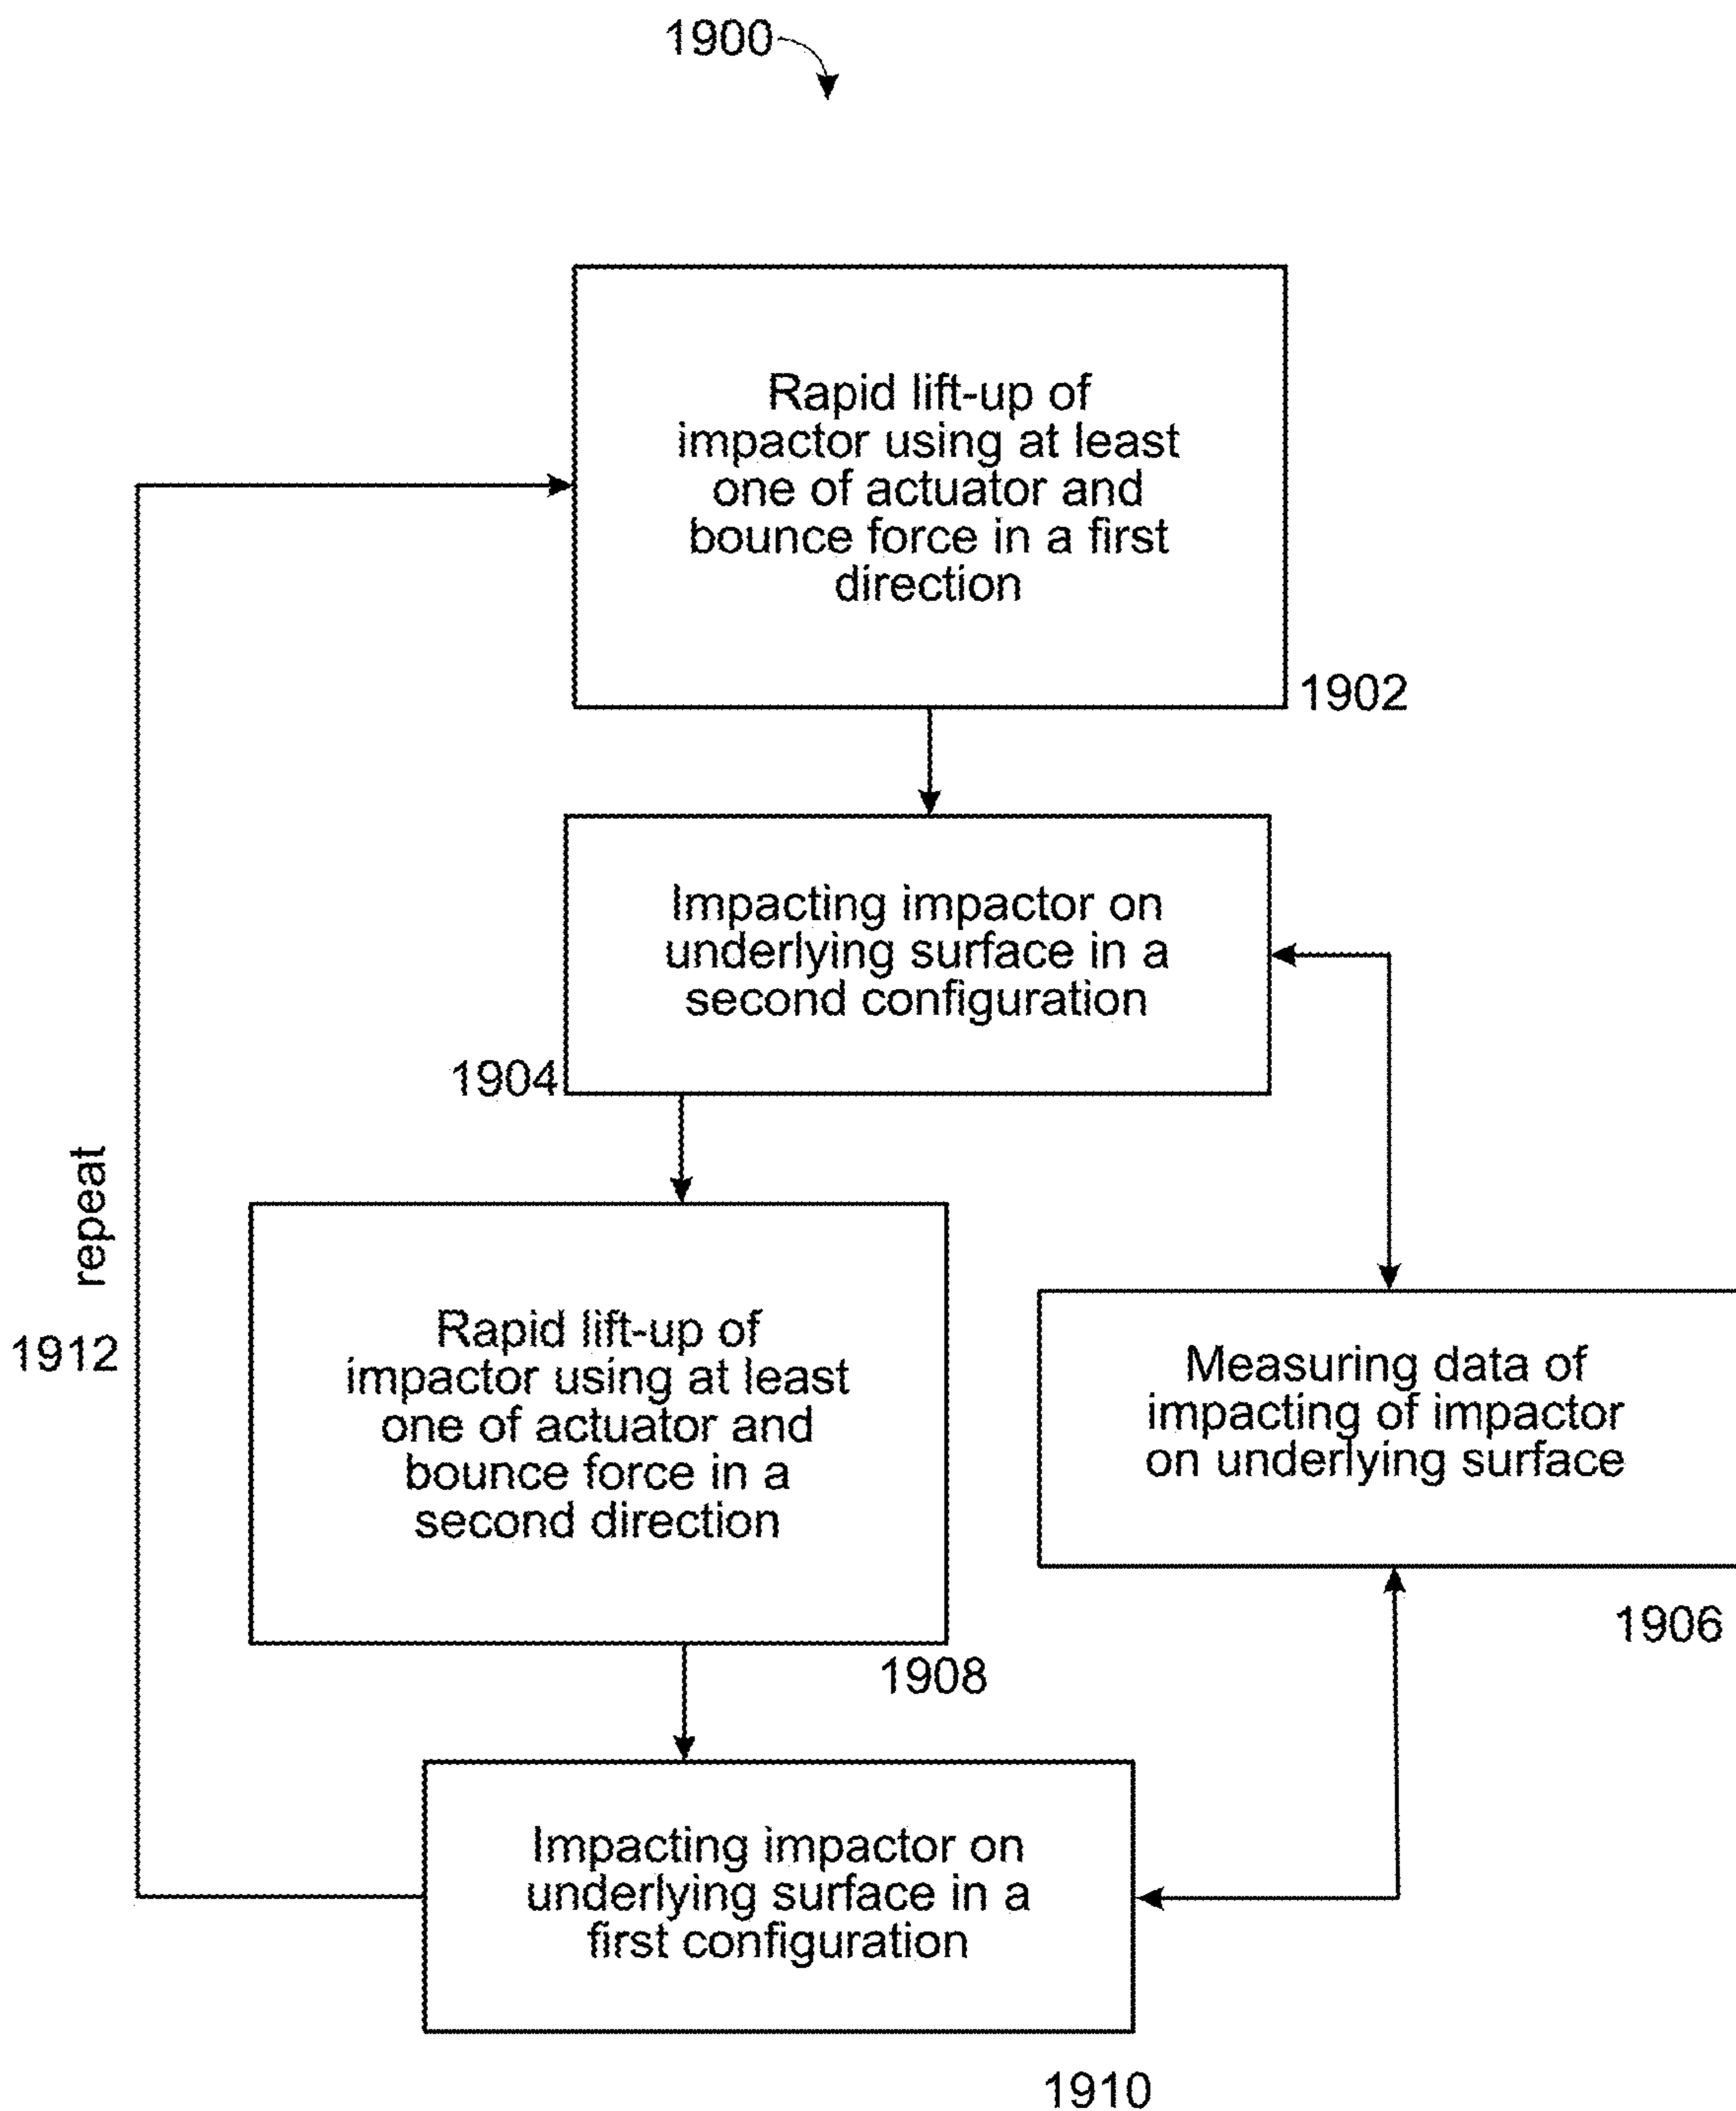 1900
Rapid lift-up of
impactor using at least
one of actuator and
bounce force in a first
direction
1902
Impacting impactor on
underlying surface in a
second configuration
1904
repeat
1912
Rapid lift-up of
impactor using at least
one of actuator and
bounce force in a
second direction
1908
Measuring data of
impacting of impactor
on underlying surface
1906
Impacting impactor on
underlying surface in a
first configuration
1910